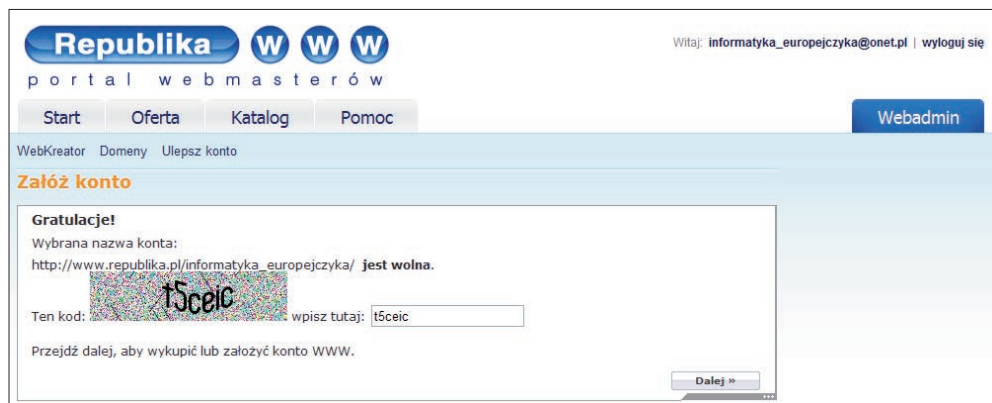 Republika W W W
portal webmasterów
Witaj: informatyka_europejczyka@onet.pl | wyloguj się
Start Oferta Katalog Pomoc Webadmin
WebKreator Domeny Ulepsz konto
Załóż konto
Gratulacje!
Wybrana nazwa konta:
http://www.republika.pl/informatyka_europejczyka/ jest wolna.
Ten kod: t5ceic wpisz tutaj: t5ceic
Przejdź dalej, aby wykupić lub założyć konto WWW.
Dalej »